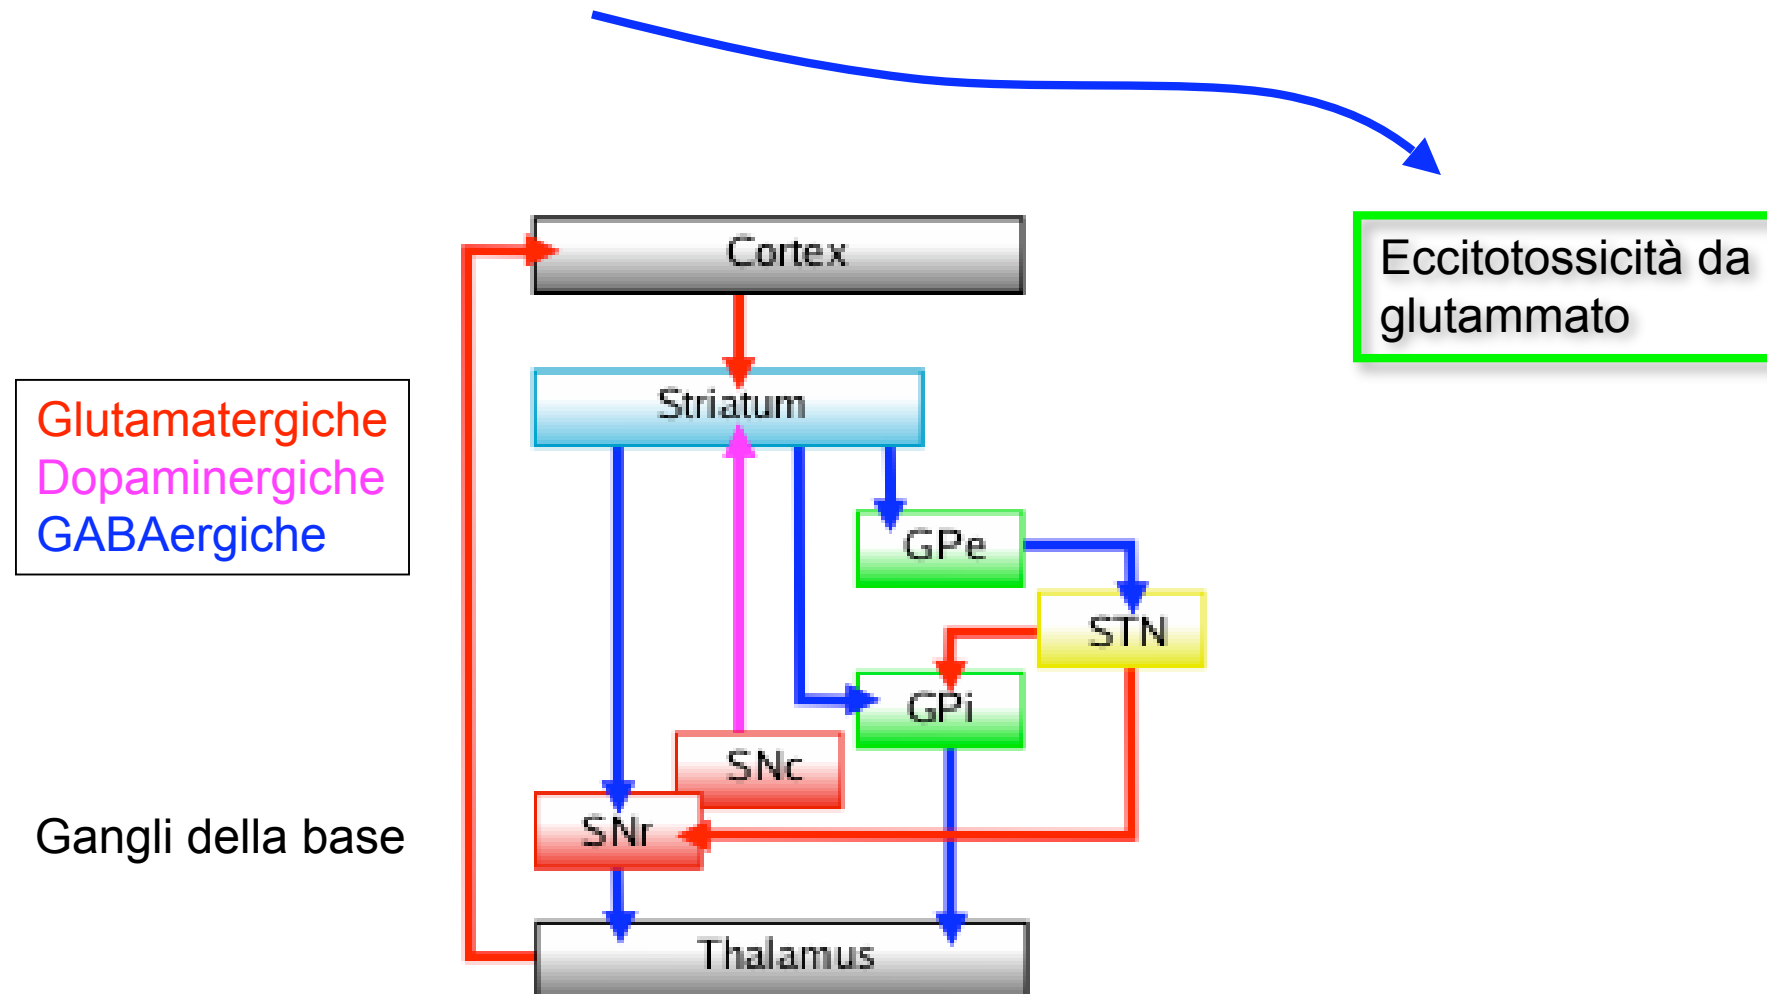 Cortex
Eccitotossicità da
glutammato
Striatum
Glutamatergiche
Dopaminergiche
GABAergiche
GPe
STN
GPi
SNc
SNr
Gangli della base
Thalamus